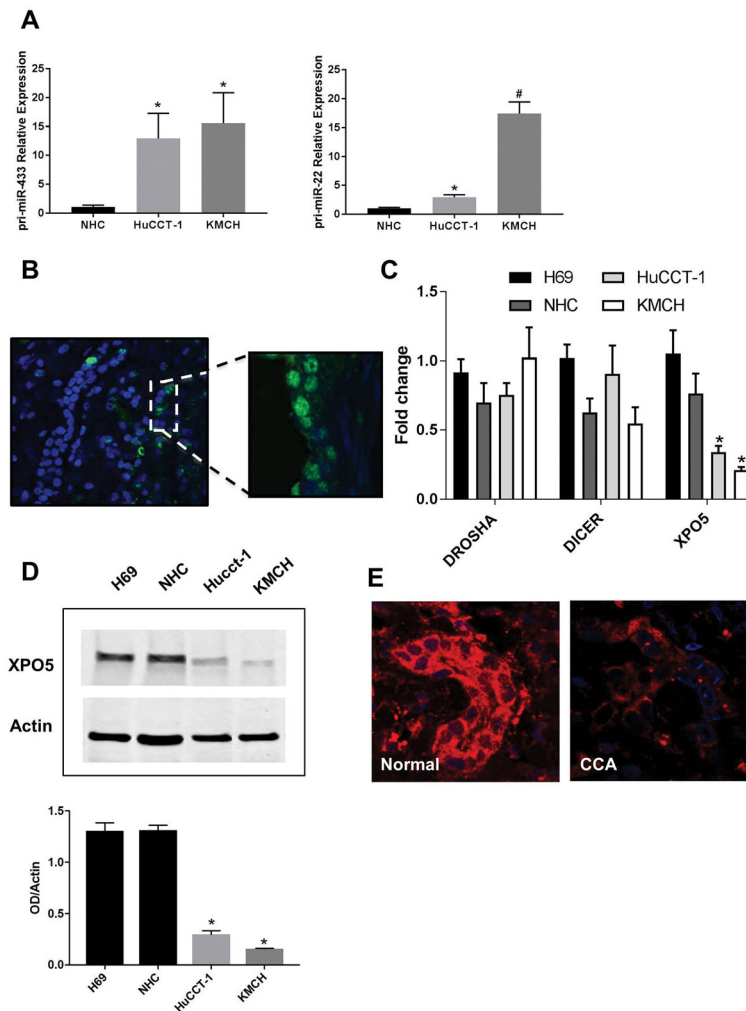 A
pri-miR-433 Relative Expression
25
20
15
10
5
0
*
*
NHC
HuCCT-1
KMCH
pri-miR-22 Relative Expression
25
20
15
10
5
0
*
#
NHC
HuCCT-1
KMCH
B
C
H69
HuCCT-1
NHC
KMCH
Fold change
1.0
0.5
0.0
*
*
DROSHA
DICER
XPO5
D
H69
NHC
Hucct-1
KMCH
XPO5
Actin
OD/Actin
1.5
1.0
0.5
0.0
*
*
H69
NHC
HuCCT-1
KMCH
E
Normal
CCA